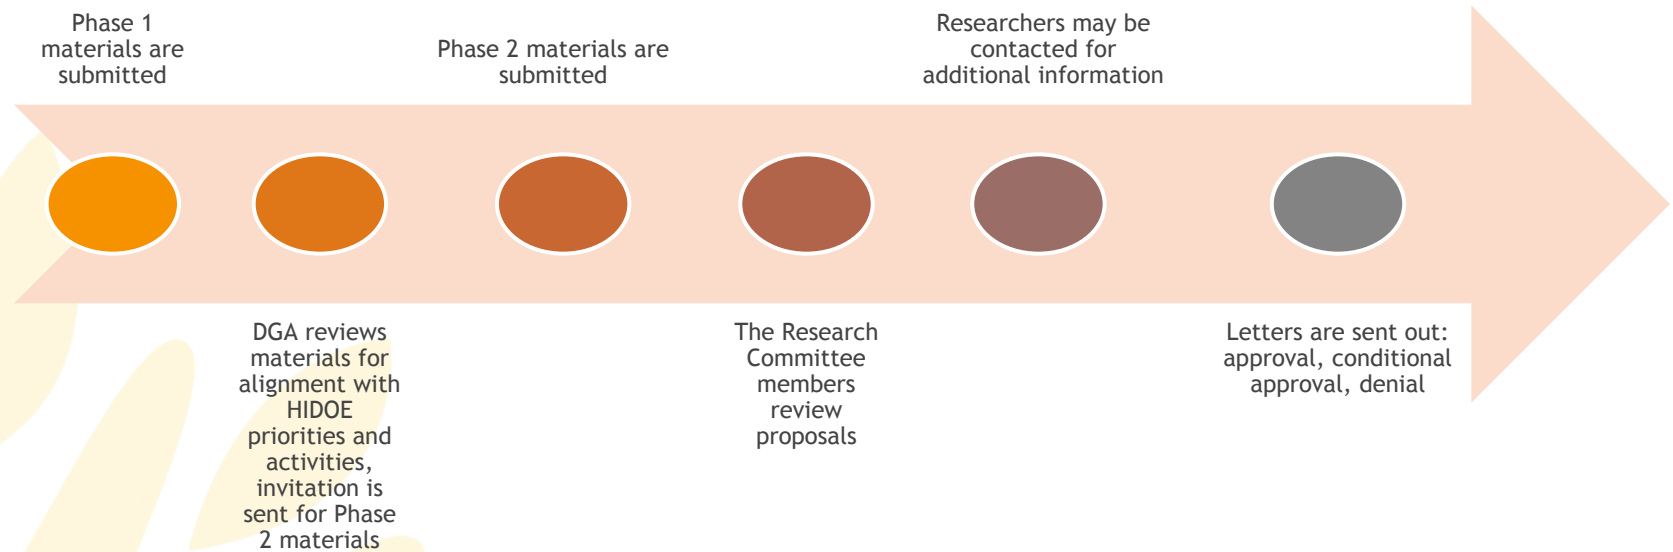 Phase 1
materials are
submitted
DGA reviews
materials for
alignment with
HIDOE
priorities and
activities,
invitation is
sent for Phase
2 materials
Phase 2 materials are
submitted
The Research
Committee
members
review
proposals
Researchers may be
contacted for
additional information
Letters are sent out:
approval, conditional
approval, denial